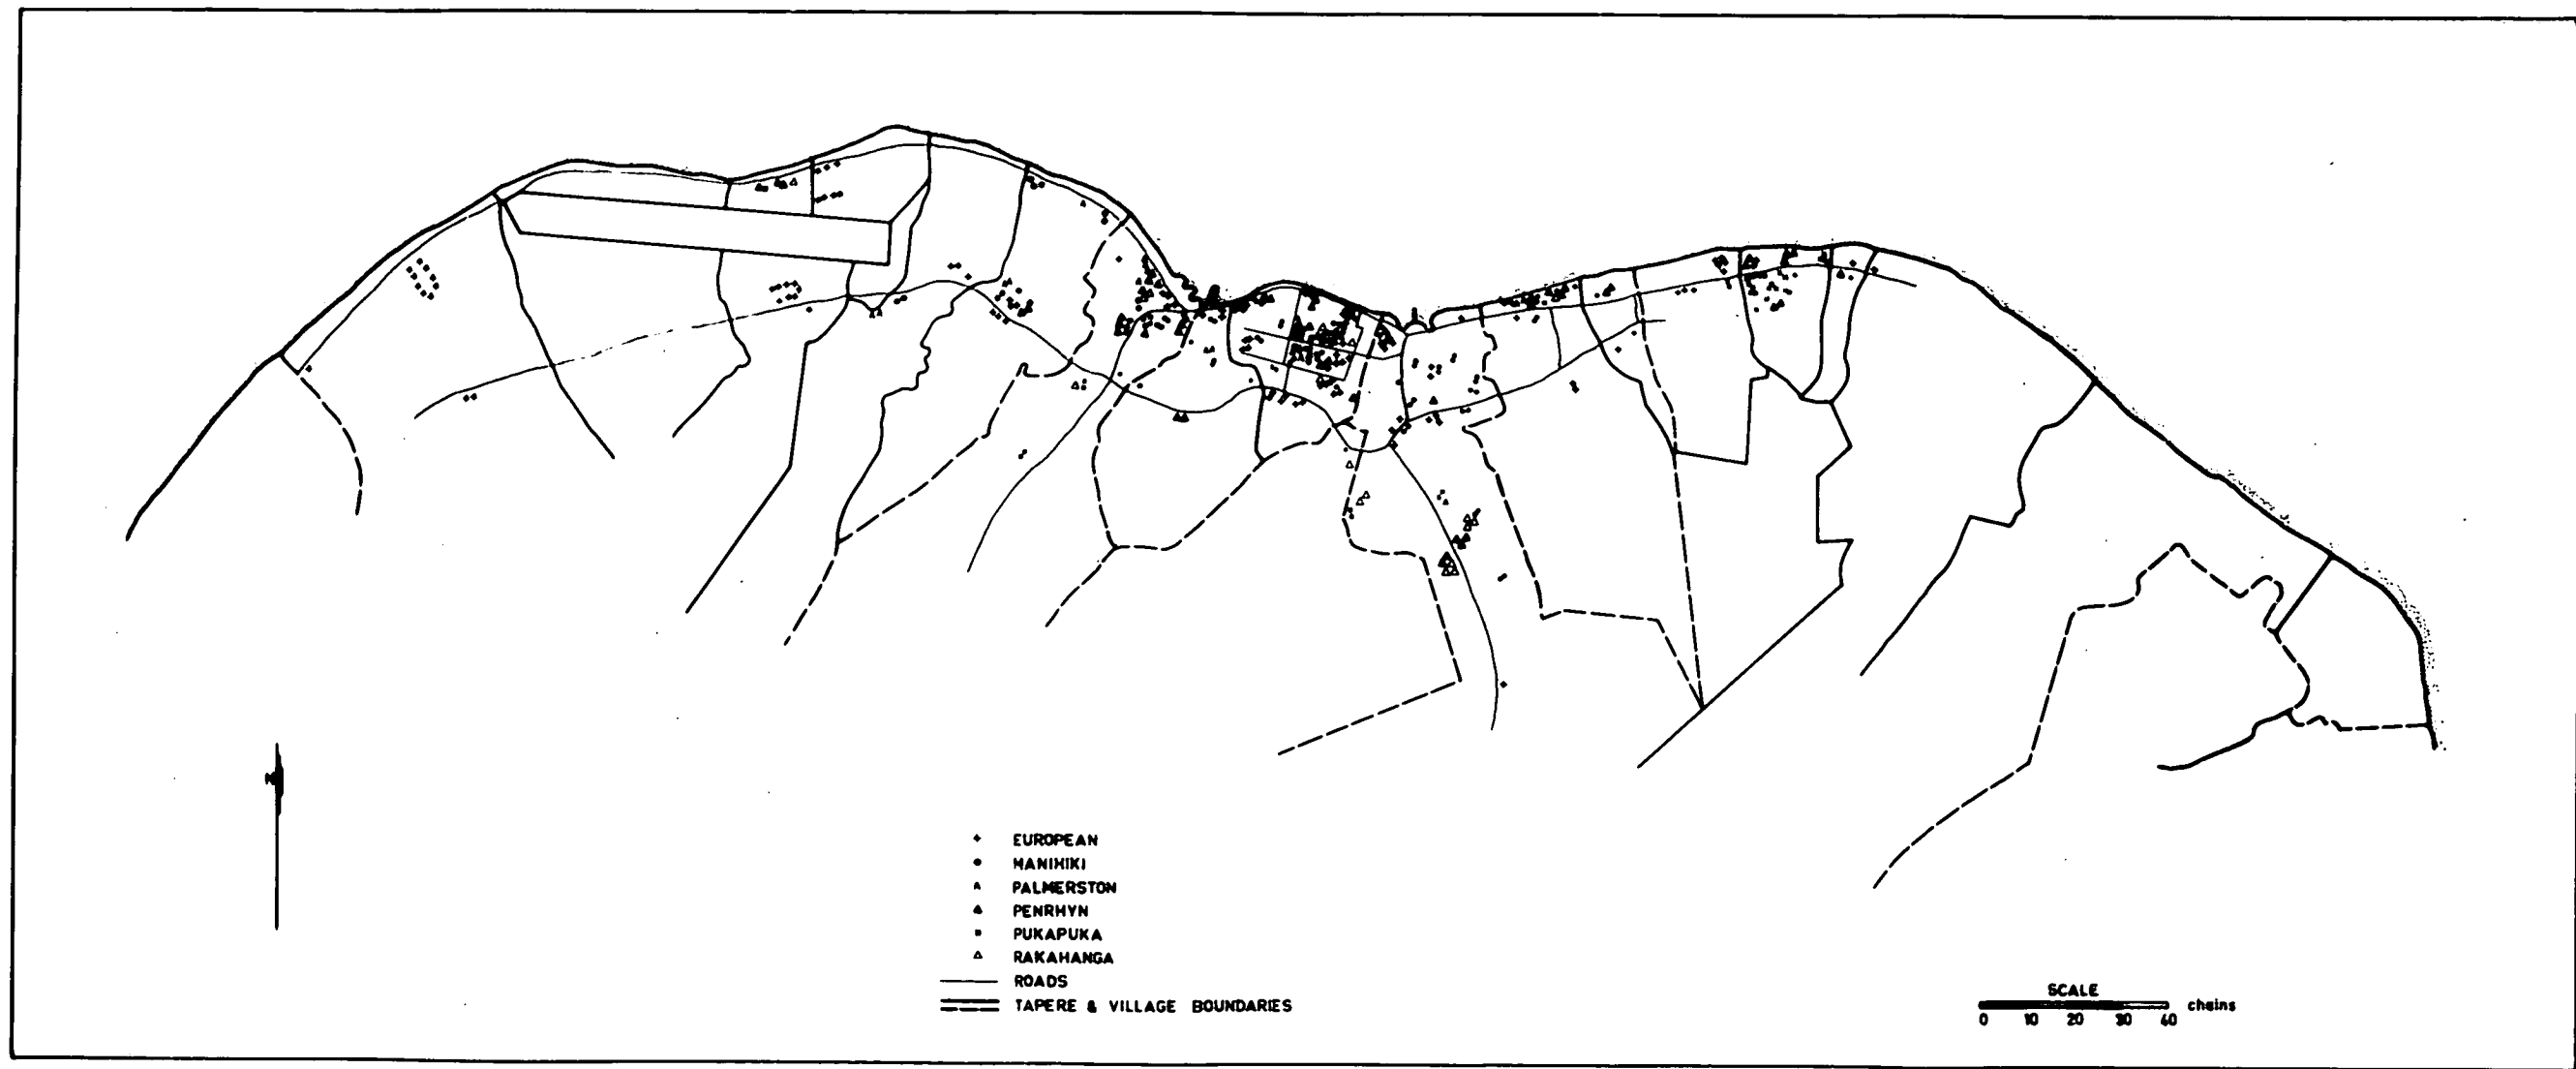 N
EUROPEAN
MANIHIKI
PALMERSTON
PENRHYN
PUKAPUKA
RAKAHANGA
ROADS
TAPERE & VILLAGE BOUNDARIES
SCALE
chains
0 10 20 30 40